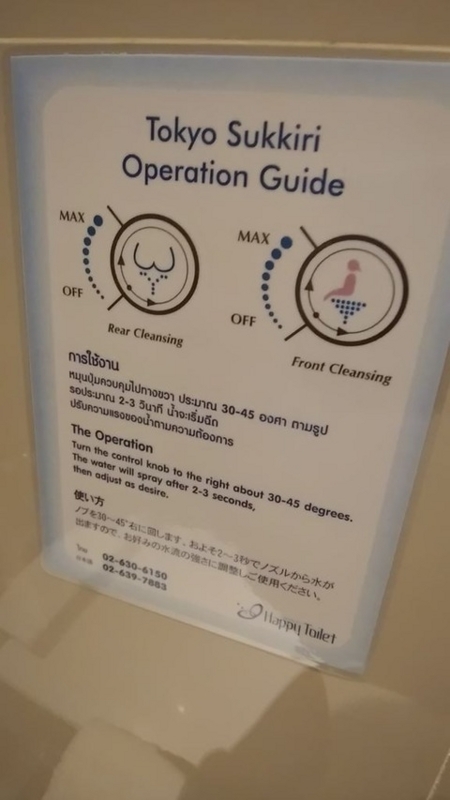 Tokyo Sukkiri
Operation Guide
MAX
OFF
Rear Cleansing
MAX
OFF
Front Cleansing
การใช้งาน
หมุนปุ่มควบคุมไปทางขวา ประมาณ 30-45 องศา ตามรูป
รอประมาณ 2-3 วินาที น้ำจะเริ่มฉีด
ปรับความแรงของน้ำตามความต้องการ
The Operation
Turn the control knob to the right about 30-45 degrees.
The water will spray after 2-3 seconds,
then adjust as desire.
使い方
ノブを30～45°右に回します、およそ2～3秒でノズルから水が
出ますので、お好みの水流の強さに調整しご使用ください。
ไทย 02-630-6150
日本語 02-639-7883
Happy Toilet